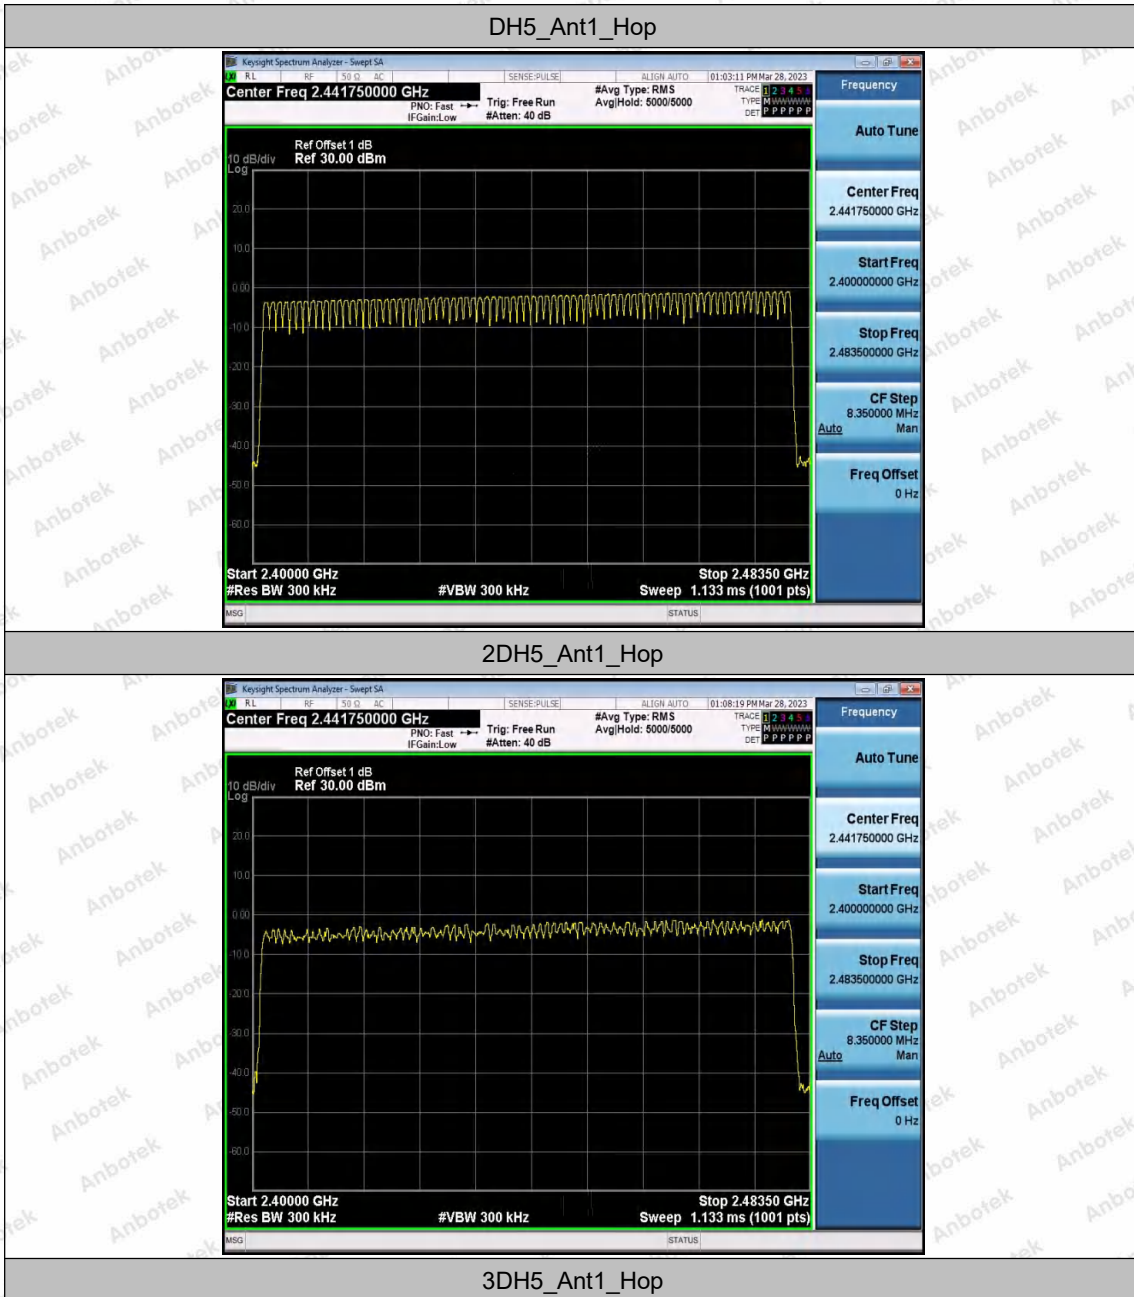 DH5_Ant1_Hop
Keysight Spectrum Analyzer - Swept SA
RL RF 50 Ω AC SENSE:PULSE ALIGN AUTO 01:03:11 PM Mar 28, 2023
Center Freq 2.441750000 GHz
PNO: Fast
IFGain:Low
Trig: Free Run
#Atten: 40 dB
#Avg Type: RMS
Avg|Hold: 5000/5000
TRACE 1 2 3 4 5 6
TYPE M WWWWW
DET P P P P P P
Ref Offset 1 dB
10 dB/div Ref 30.00 dBm
Log
20.0
10.0
0.00
-10.0
-20.0
-30.0
-40.0
-50.0
-60.0
Start 2.40000 GHz Stop 2.48350 GHz
#Res BW 300 kHz #VBW 300 kHz Sweep 1.133 ms (1001 pts)
MSG STATUS
Frequency
Auto Tune
Center Freq
2.441750000 GHz
Start Freq
2.400000000 GHz
Stop Freq
2.483500000 GHz
CF Step
8.350000 MHz
Auto Man
Freq Offset
0 Hz
2DH5_Ant1_Hop
Keysight Spectrum Analyzer - Swept SA
RL RF 50 Ω AC SENSE:PULSE ALIGN AUTO 01:08:19 PM Mar 28, 2023
Center Freq 2.441750000 GHz
PNO: Fast
IFGain:Low
Trig: Free Run
#Atten: 40 dB
#Avg Type: RMS
Avg|Hold: 5000/5000
TRACE 1 2 3 4 5 6
TYPE M WWWWW
DET P P P P P P
Ref Offset 1 dB
10 dB/div Ref 30.00 dBm
Log
20.0
10.0
0.00
-10.0
-20.0
-30.0
-40.0
-50.0
-60.0
Start 2.40000 GHz Stop 2.48350 GHz
#Res BW 300 kHz #VBW 300 kHz Sweep 1.133 ms (1001 pts)
MSG STATUS
Frequency
Auto Tune
Center Freq
2.441750000 GHz
Start Freq
2.400000000 GHz
Stop Freq
2.483500000 GHz
CF Step
8.350000 MHz
Auto Man
Freq Offset
0 Hz
3DH5_Ant1_Hop
Anbotek